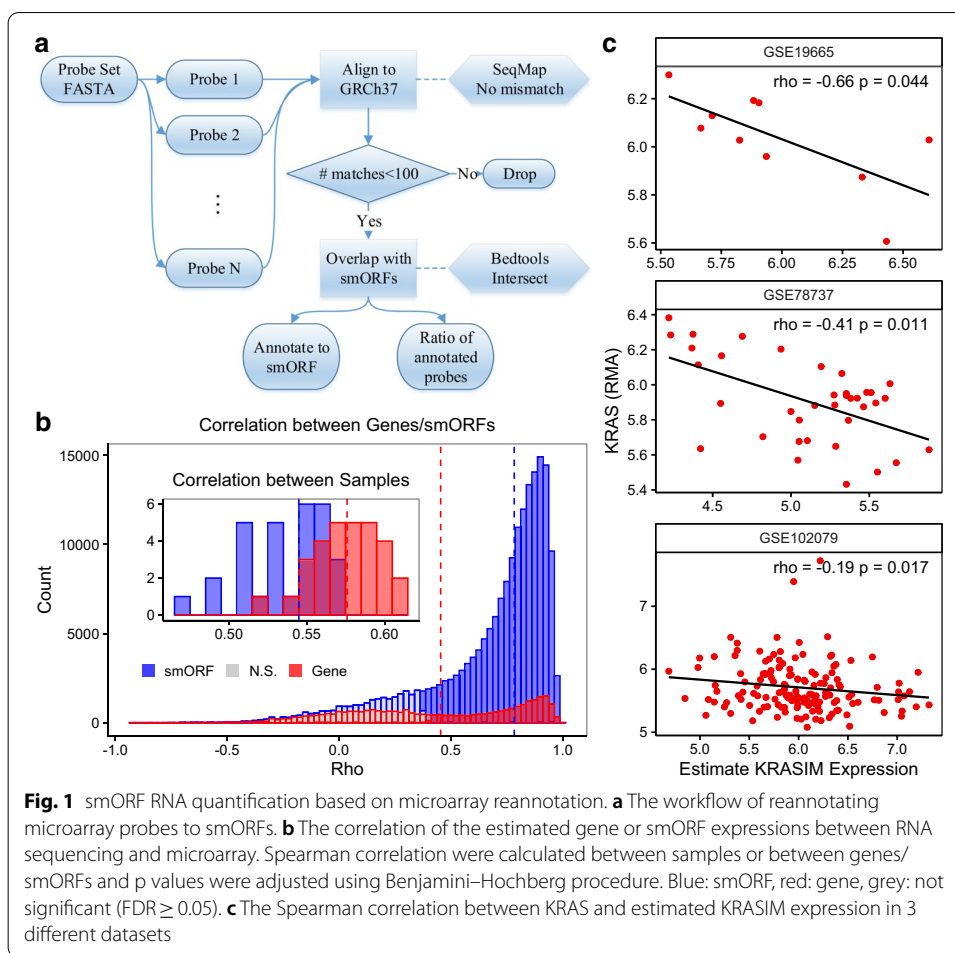 a
Probe Set
FASTA
Probe 1
Probe 2
⋮
Probe N
Align to
GRCh37
SeqMap
No mismatch
# matches<100
No
Drop
Yes
Overlap with
smORFs
Bedtools
Intersect
Annotate to
smORF
Ratio of
annotated
probes
b
Correlation between Genes/smORFs
15000
10000
5000
0
Count
Correlation between Samples
6
4
2
0
0.50
0.55
0.60
smORF
N.S.
Gene
-1.0
-0.5
0.0
0.5
1.0
Rho
c
GSE19665
rho = -0.66 p = 0.044
6.2
6.0
5.8
5.6
5.50
5.75
6.00
6.25
6.50
GSE78737
rho = -0.41 p = 0.011
6.4
6.2
6.0
5.8
5.6
5.4
4.5
5.0
5.5
KRAS (RMA)
GSE102079
rho = -0.19 p = 0.017
7
6
5
5.0
5.5
6.0
6.5
7.0
Estimate KRASIM Expression
Fig. 1 smORF RNA quantification based on microarray reannotation. a The workflow of reannotating
microarray probes to smORFs. b The correlation of the estimated gene or smORF expressions between RNA
sequencing and microarray. Spearman correlation were calculated between samples or between genes/
smORFs and p values were adjusted using Benjamini–Hochberg procedure. Blue: smORF, red: gene, grey: not
significant (FDR ≥ 0.05). c The Spearman correlation between KRAS and estimated KRASIM expression in 3
different datasets